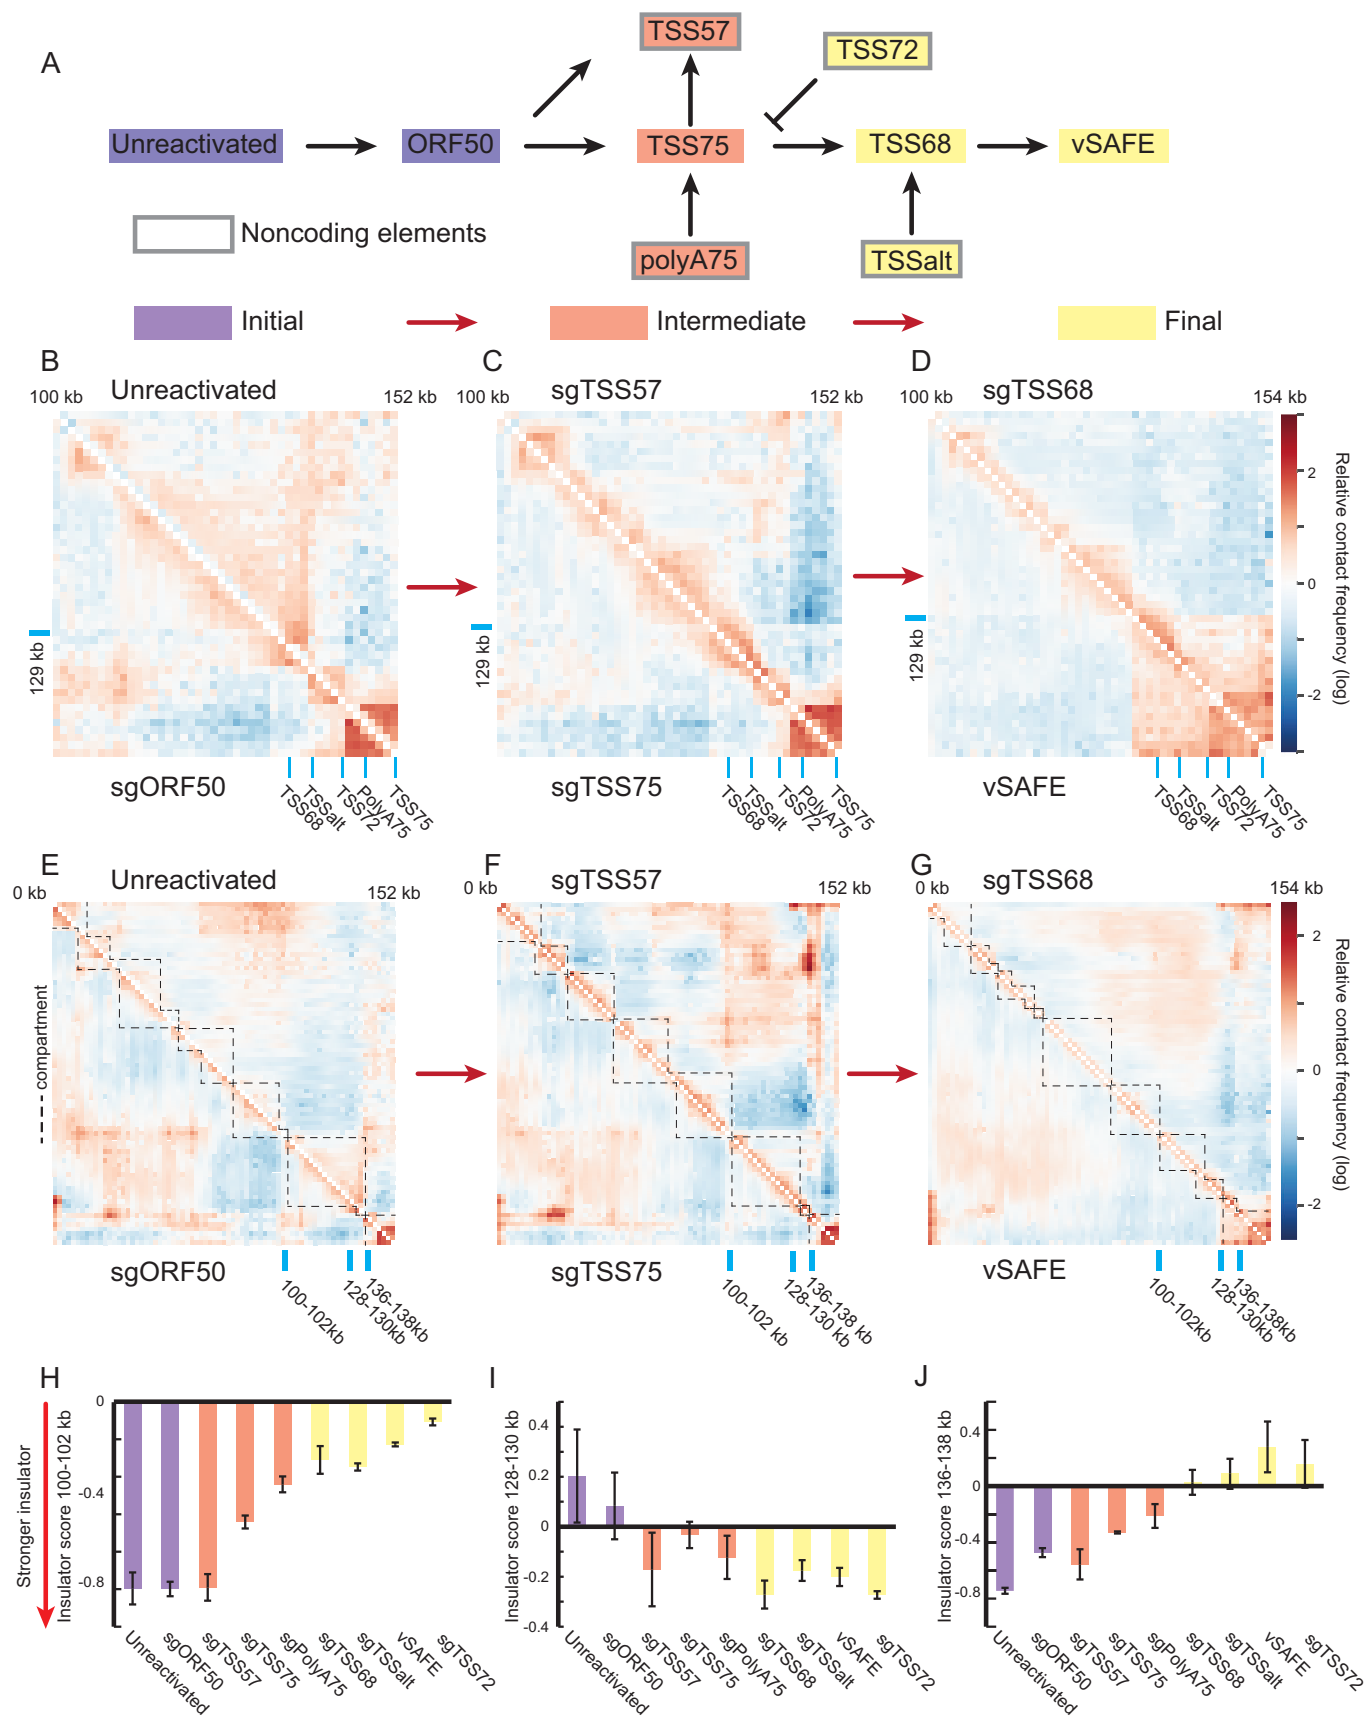 A
TSS57
TSS72
Unreactivated
ORF50
TSS75
TSS68
vSAFE
Noncoding elements
polyA75
TSSalt
Initial
Intermediate
Final
B
Unreactivated
100 kb
152 kb
129 kb
sgORF50
TSS68
TSSalt
TSS72
PolyA75
TSS75
C
sgTSS57
100 kb
152 kb
129 kb
sgTSS75
TSS68
TSSalt
TSS72
PolyA75
TSS75
D
sgTSS68
100 kb
154 kb
129 kb
vSAFE
TSS68
TSSalt
TSS72
PolyA75
TSS75
2
0
-2
Relative contact frequency (log)
E
Unreactivated
0 kb
152 kb
compartment
sgORF50
100-102kb
128-130kb
136-138kb
F
sgTSS57
0 kb
152 kb
sgTSS75
100-102 kb
128-130 kb
136-138 kb
G
sgTSS68
0 kb
154 kb
vSAFE
100-102kb
128-130kb
136-138kb
2
0
-2
Relative contact frequency (log)
H
Stronger insulator
Insulator score 100-102 kb
0
-0.4
-0.8
Unreactivated
sgORF50
sgTSS57
sgTSS75
sgPolyA75
sgTSS68
sgTSSalt
vSAFE
sgTSS72
I
Insulator score 128-130 kb
0.4
0.2
0
-0.2
-0.4
Unreactivated
sgORF50
sgTSS57
sgTSS75
sgPolyA75
sgTSS68
sgTSSalt
vSAFE
sgTSS72
J
Insulator score 136-138 kb
0.4
0
-0.4
-0.8
Unreactivated
sgORF50
sgTSS57
sgTSS75
sgPolyA75
sgTSS68
sgTSSalt
vSAFE
sgTSS72